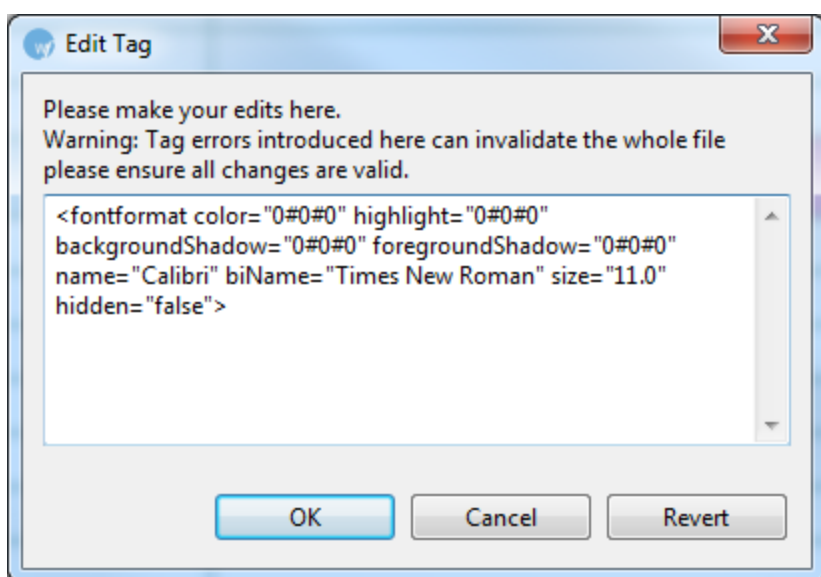 Edit Tag
Please make your edits here.
Warning: Tag errors introduced here can invalidate the whole file
please ensure all changes are valid.
<fontformat color="0#0#0" highlight="0#0#0"
backgroundShadow="0#0#0" foregroundShadow="0#0#0"
name="Calibri" biName="Times New Roman" size="11.0"
hidden="false">
OK Cancel Revert